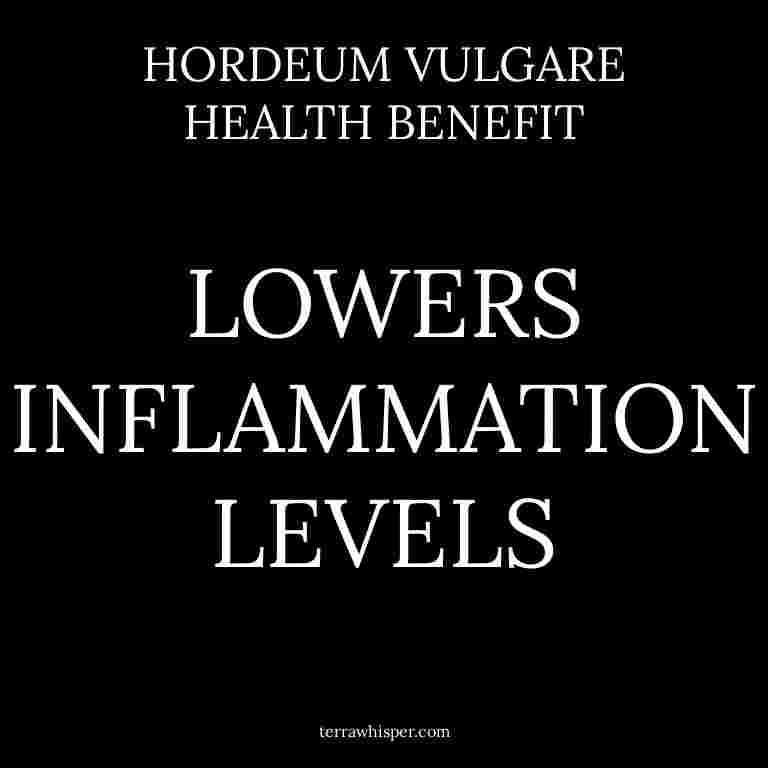 HORDEUM VULGARE
HEALTH BENEFIT
LOWERS
INFLAMMATION
LEVELS
terrawhisper.com